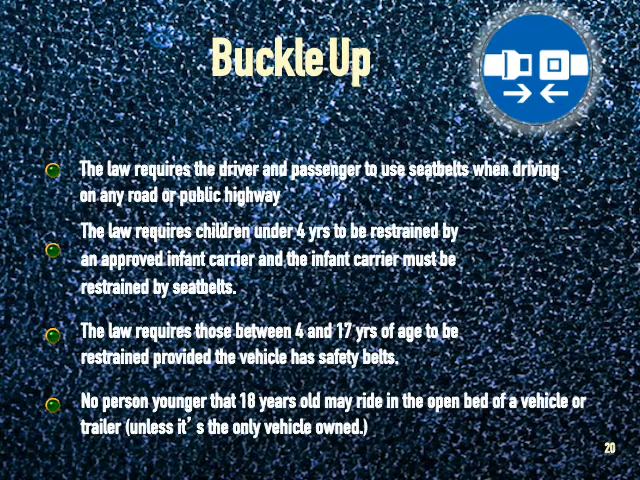 Buckle Up
The law requires the driver and passenger to use seatbelts when driving
on any road or public highway
The law requires children under 4 yrs to be restrained by
an approved infant carrier and the infant carrier must be
restrained by seatbelts.
The law requires those between 4 and 17 yrs of age to be
restrained provided the vehicle has safety belts.
No person younger that 18 years old may ride in the open bed of a vehicle or
trailer (unless it’s the only vehicle owned.)
20